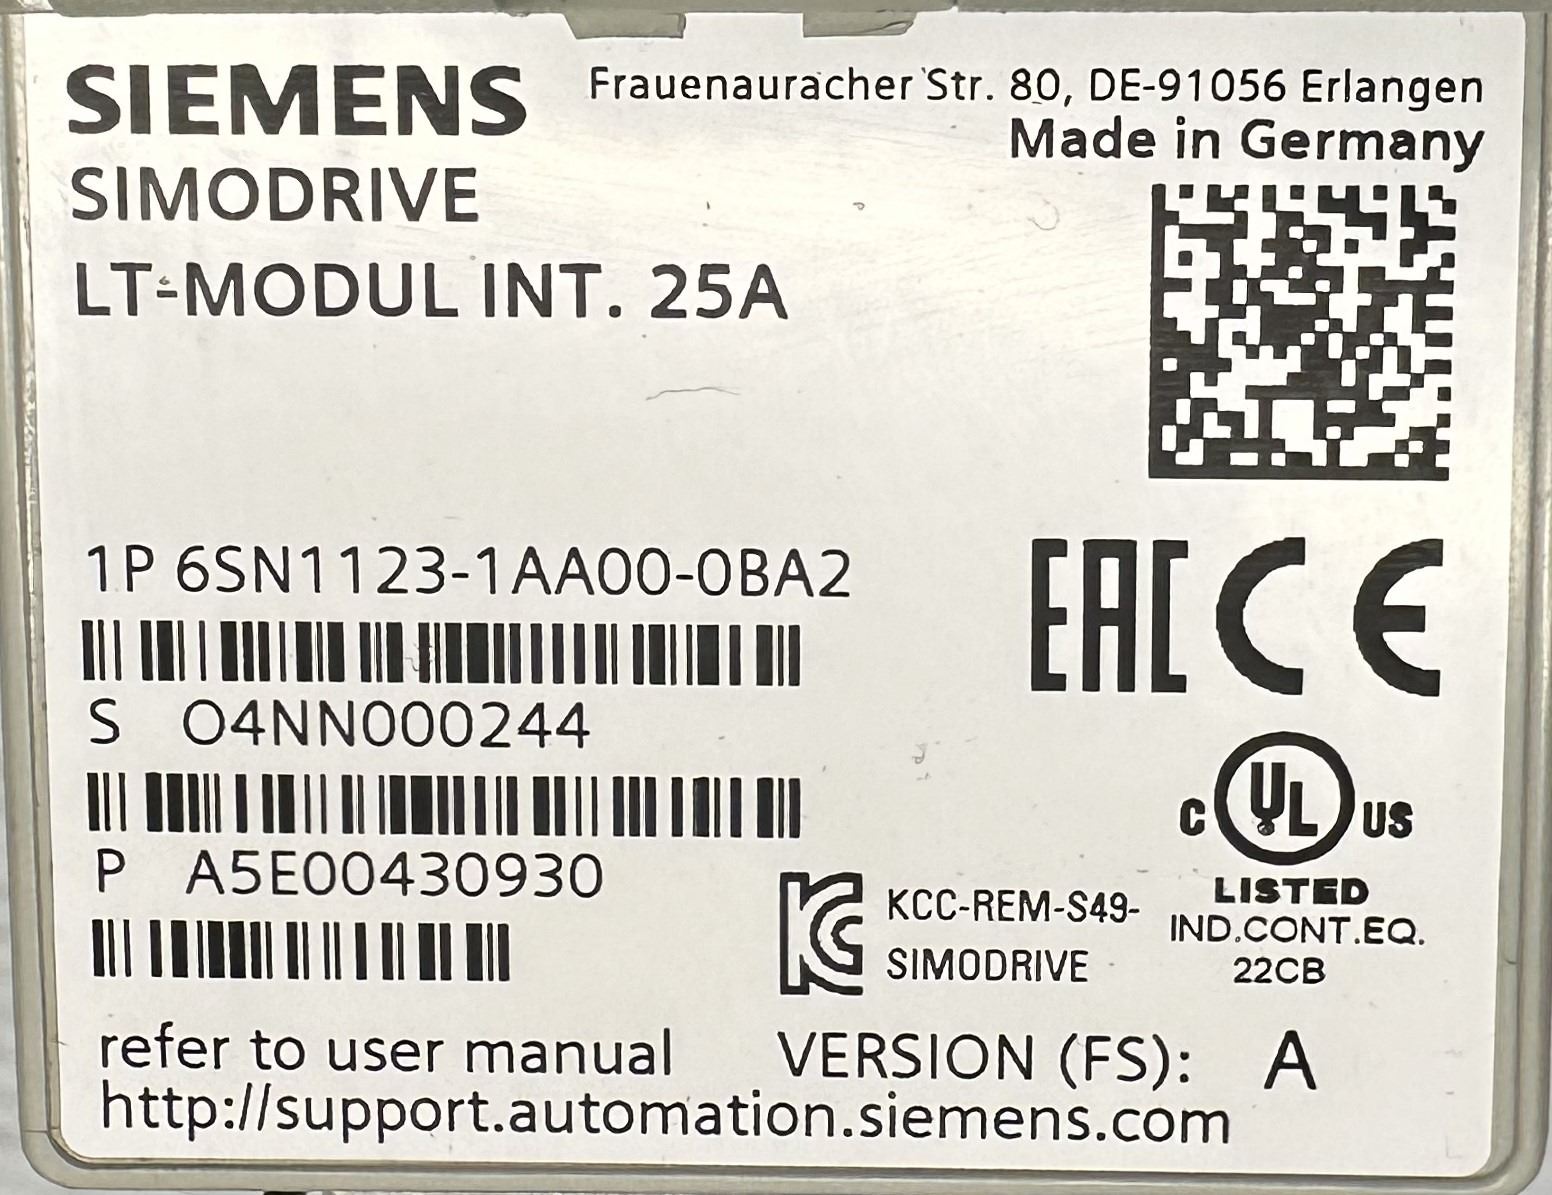 SIEMENS
Frauenauracher Str. 80, DE-91056 Erlangen
Made in Germany
SIMODRIVE
LT-MODUL INT. 25A
1P 6SN1123-1AA00-0BA2
S 04NN000244
P A5E00430930
EAC CE
C UL US
LISTED
IND.CONT.EQ.
22CB
KC KCC-REM-S49-
SIMODRIVE
refer to user manual
VERSION (FS): A
http://support.automation.siemens.com